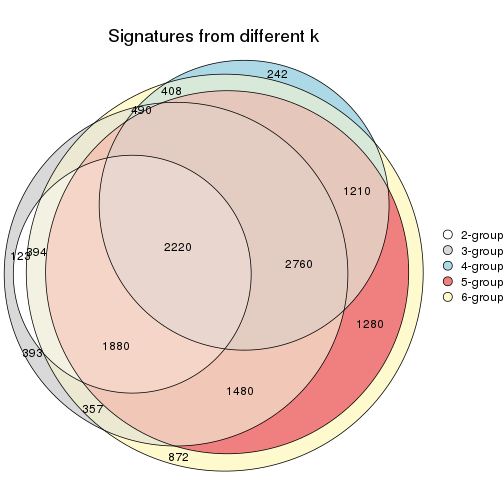 Signatures from different k
242
408
490
1210
123
394
2220
2760
2-group
3-group
4-group
5-group
6-group
1280
393
1880
1480
357
872